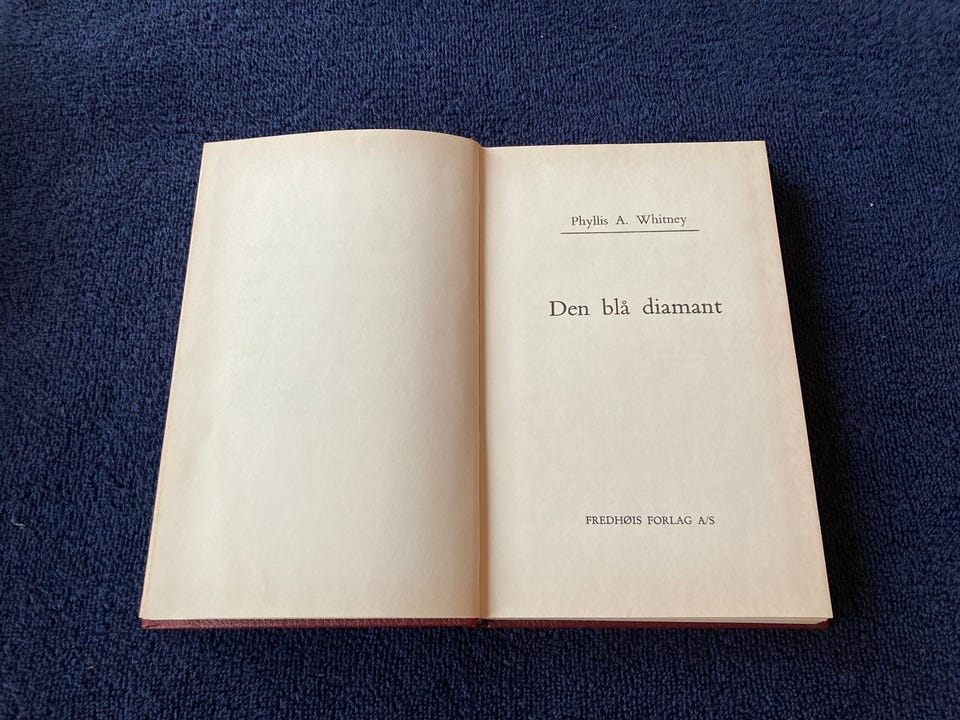 Phyllis A. Whitney
Den blå diamant
FREDHØIS FORLAG A/S